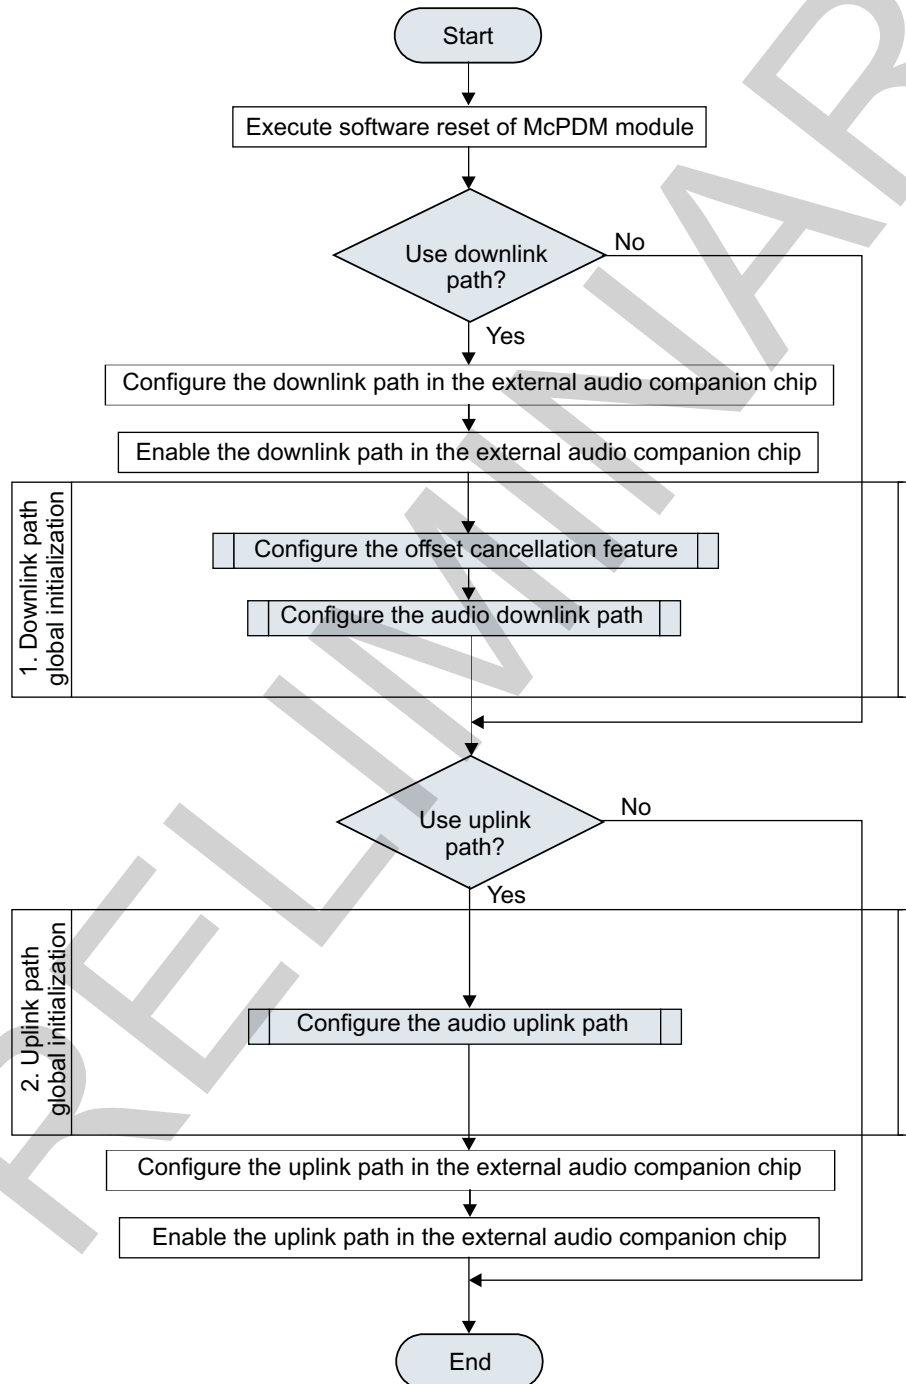 Start
Execute software reset of McPDM module
Use downlink
path?
No
Yes
Configure the downlink path in the external audio companion chip
Enable the downlink path in the external audio companion chip
1. Downlink path
global initialization
Configure the offset cancellation feature
Configure the audio downlink path
Use uplink
path?
No
Yes
2. Uplink path
global initialization
Configure the audio uplink path
Configure the uplink path in the external audio companion chip
Enable the uplink path in the external audio companion chip
End
RELIMINAR